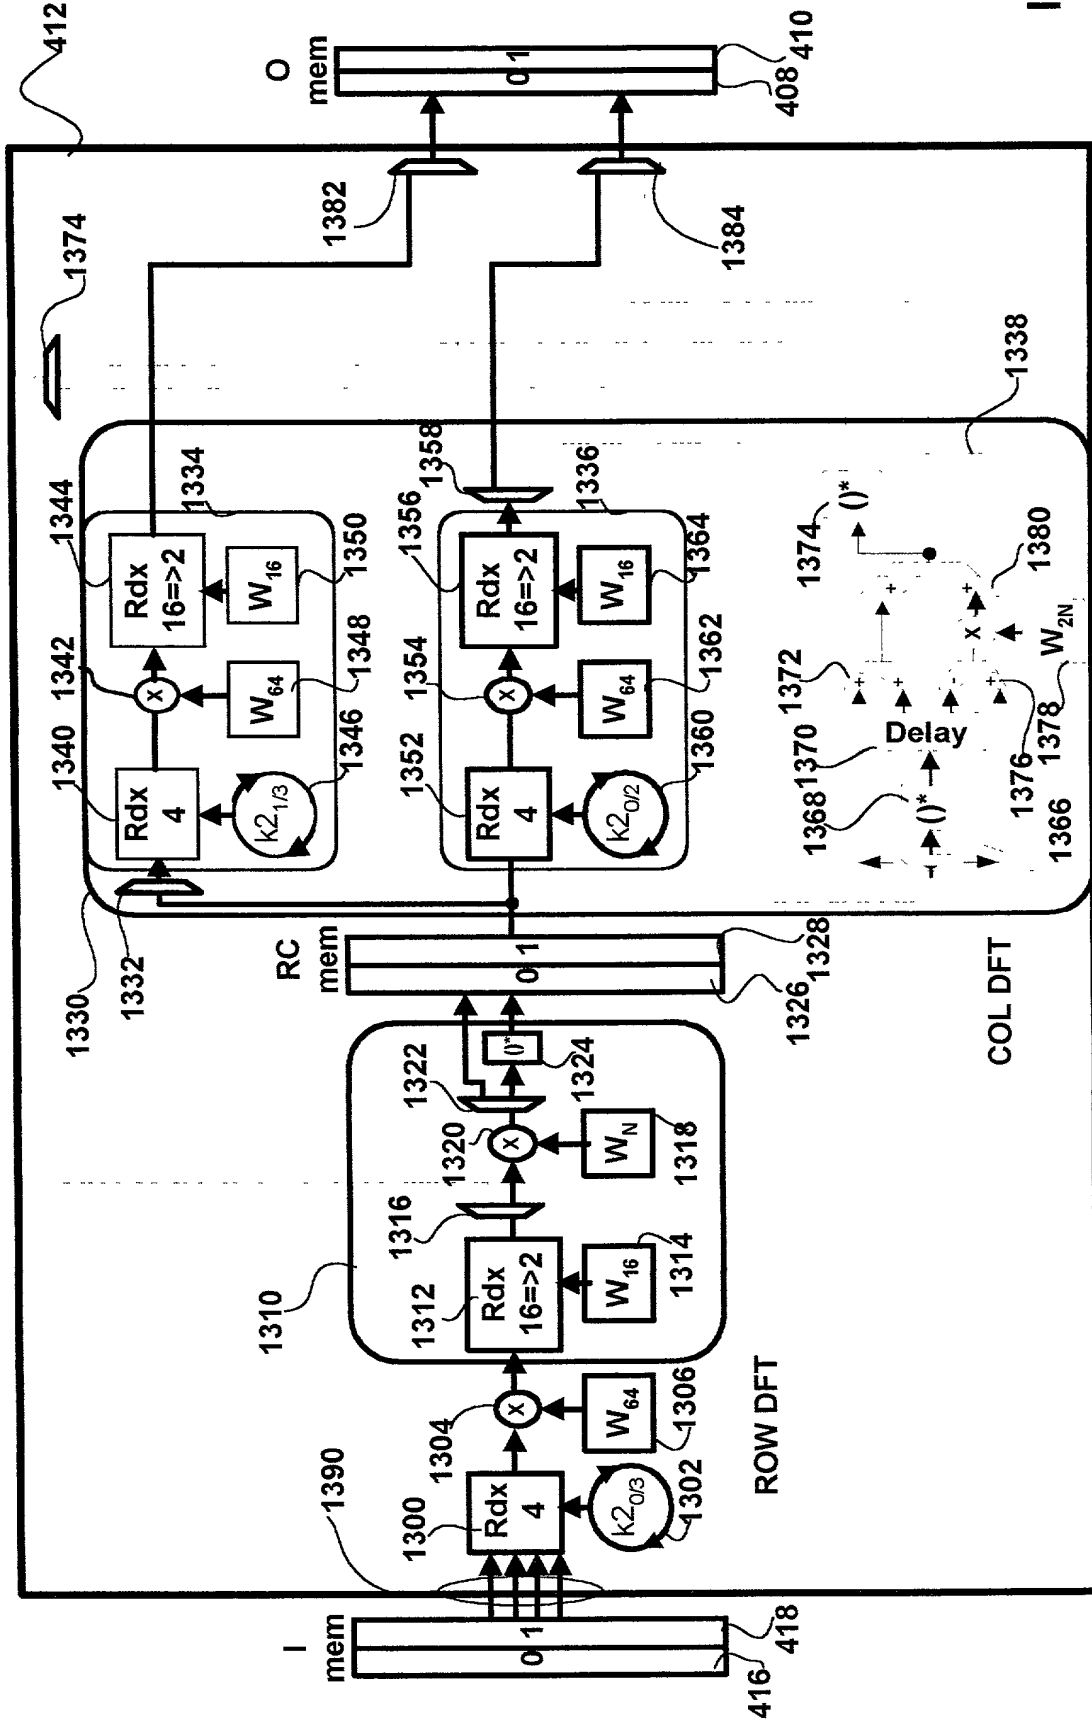 412
O
mem
0 1
408
410
1374
1382
1384
1330
1332
1340
1342
1344
1334
Rdx
4
x
Rdx
16=>2
k2 1/3
W64
W16
1346
1348
1350
1352
1354
1356
1358
1336
Rdx
4
x
Rdx
16=>2
k2 0/2
W64
W16
1360
1362
1364
1338
1366
1368
()*
1370
Delay
1372
+
+
-
+
1376
1378
W2N
x
1380
+
+
1374
()*
COL DFT
RC
mem
0 1
1326
1328
1310
1312
Rdx
16=>2
W16
1314
1316
1320
x
WN
1318
1322
()*
1324
1390
1300
Rdx
4
k2 0/3
1302
1304
x
W64
1306
ROW DFT
I
mem
0 1
416
418